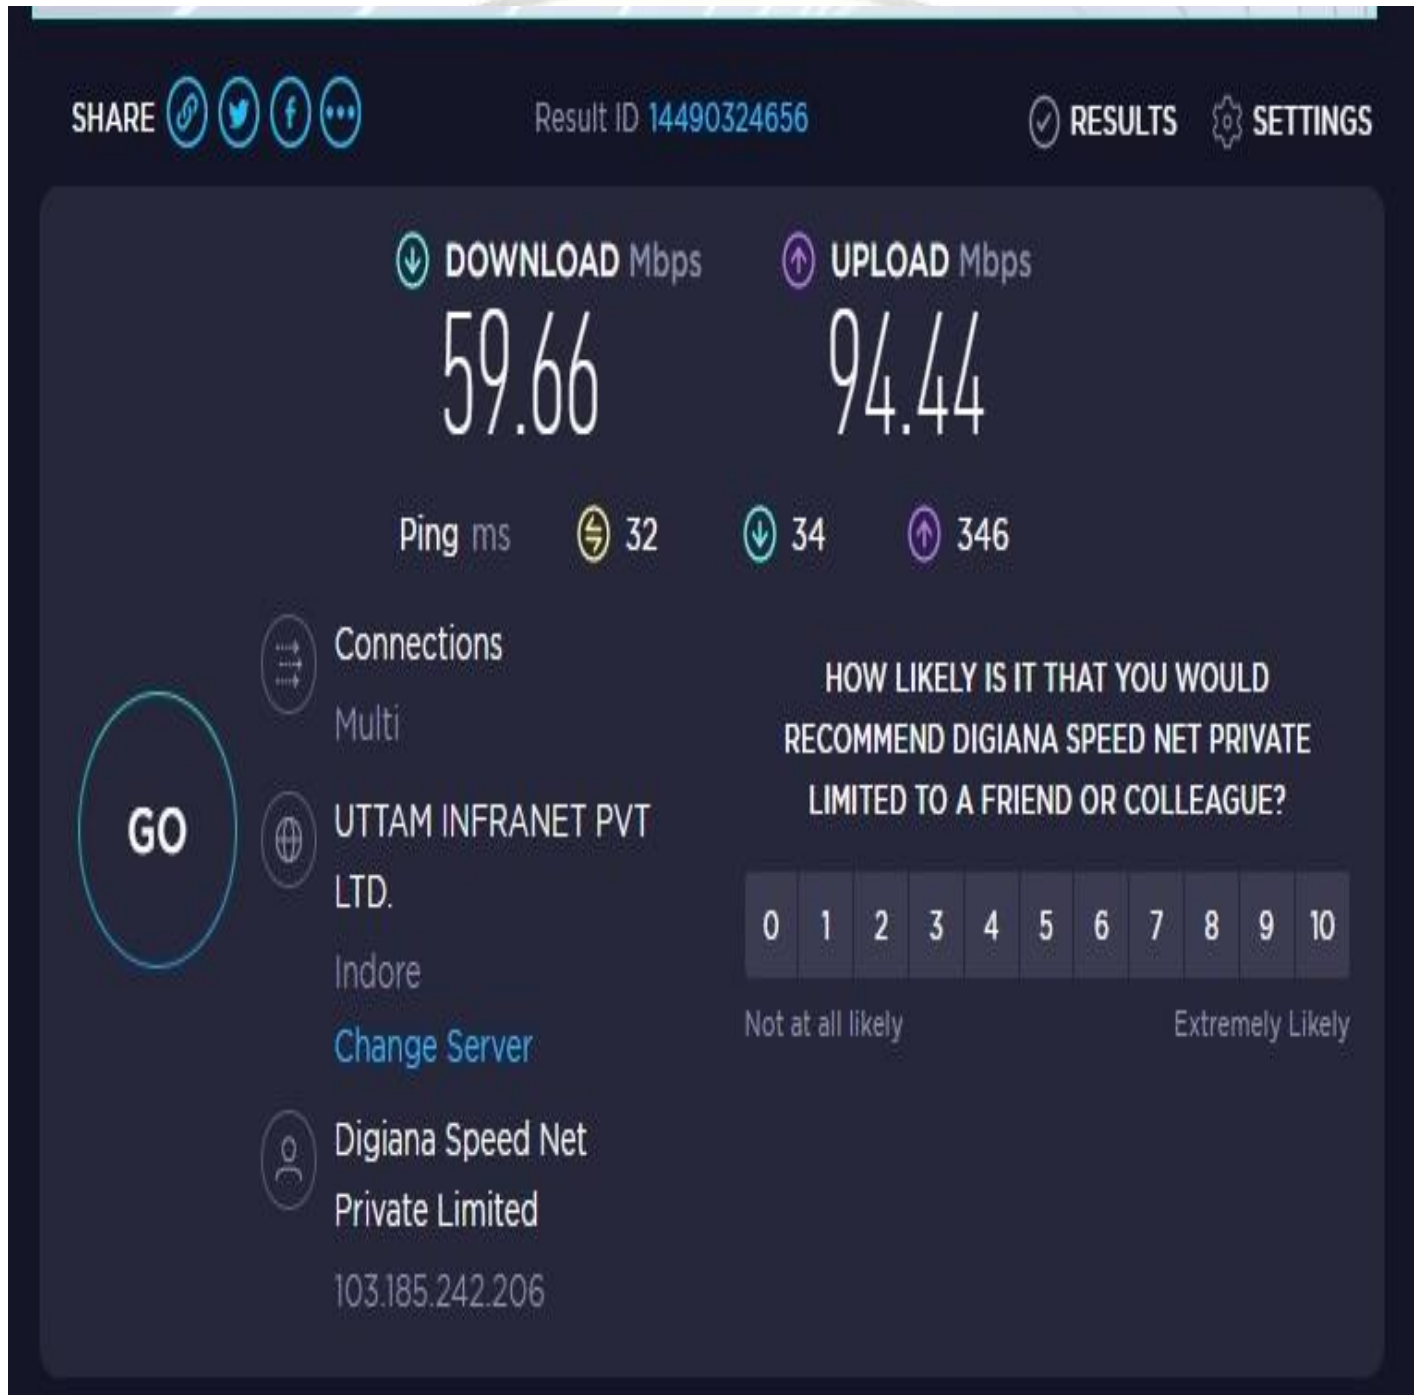 SHARE Result ID 14490324656 RESULTS SETTINGS
DOWNLOAD Mbps UPLOAD Mbps
59.66 94.44
Ping ms 32 34 346
Connections
Multi
UTTAM INFRANET PVT
LTD.
Indore
Change Server
Digiana Speed Net
Private Limited
103.185.242.206
GO
HOW LIKELY IS IT THAT YOU WOULD
RECOMMEND DIGIANA SPEED NET PRIVATE
LIMITED TO A FRIEND OR COLLEAGUE?
0 1 2 3 4 5 6 7 8 9 10
Not at all likely Extremely Likely